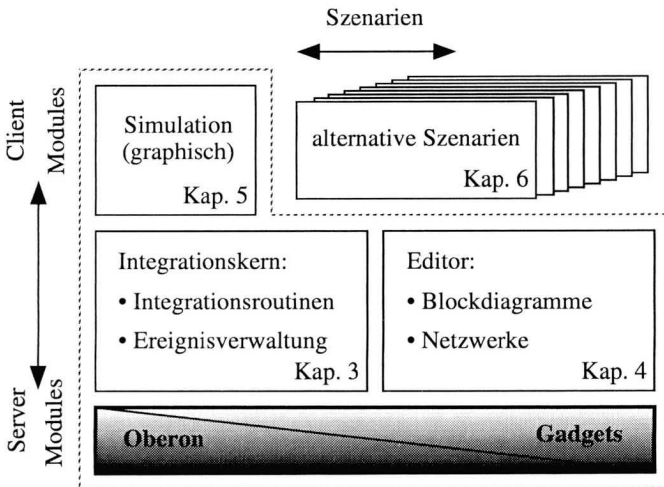 Szenarien
Client
Modules
Simulation
(graphisch)
Kap. 5
alternative Szenarien
Kap. 6
Integrationskern:
• Integrationsroutinen
• Ereignisverwaltung
Kap. 3
Editor:
• Blockdiagramme
• Netzwerke
Kap. 4
Server
Modules
Oberon
Gadgets